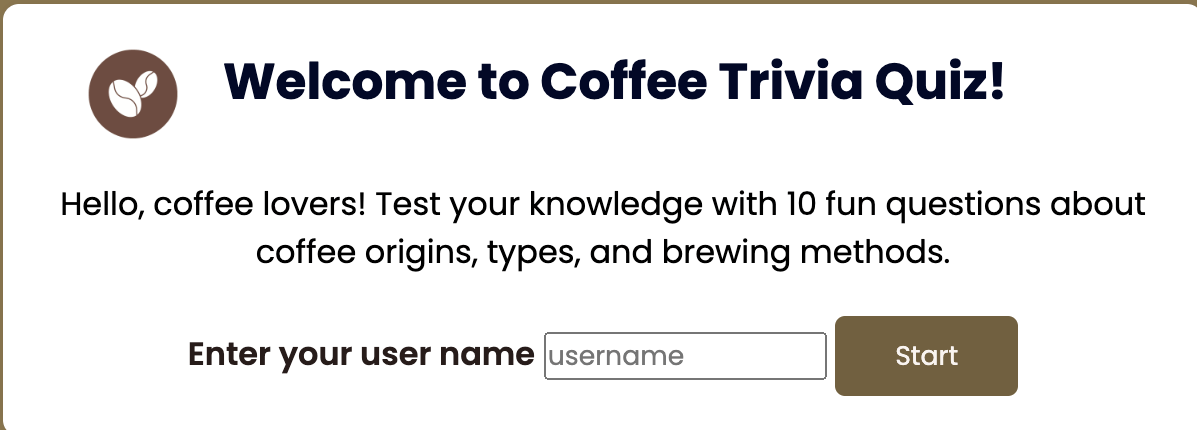 Welcome to Coffee Trivia Quiz!
Hello, coffee lovers! Test your knowledge with 10 fun questions about
coffee origins, types, and brewing methods.
Enter your user name username Start